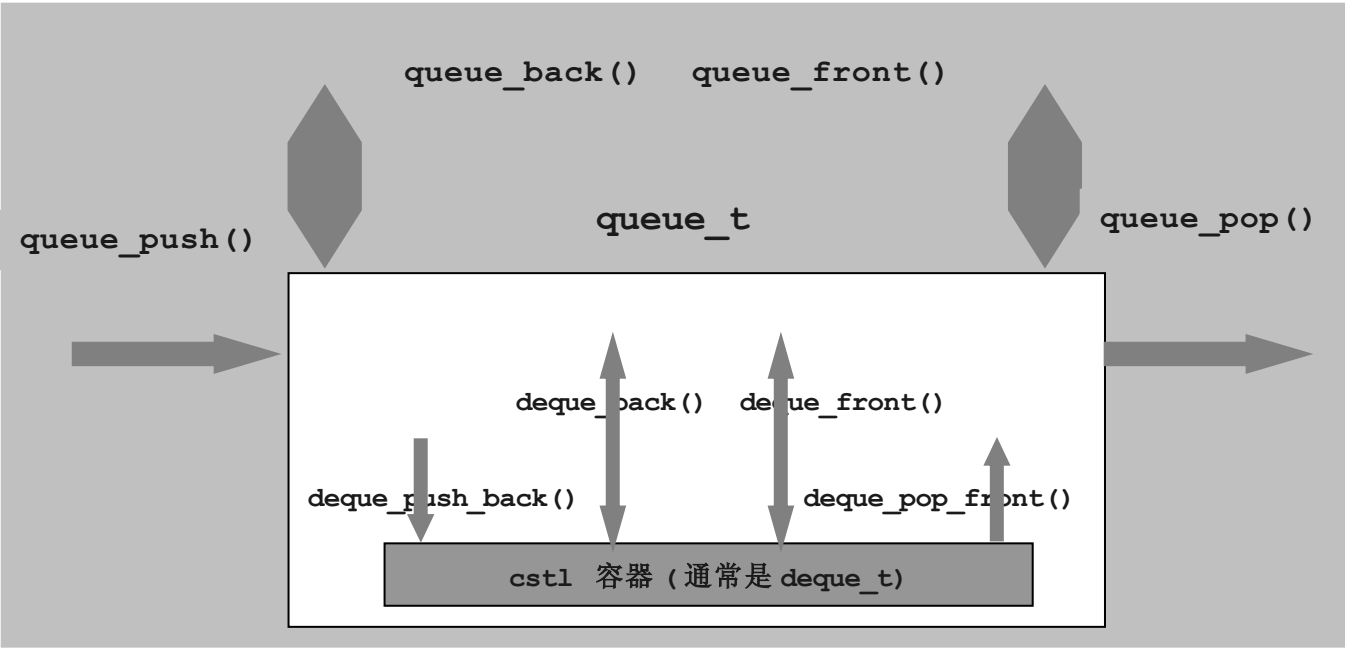 queue_back() queue_front()
queue_t
queue_push()
queue_pop()
deque_back() deque_front()
deque_push_back() deque_pop_front()
cstl 容器 (通常是 deque_t)